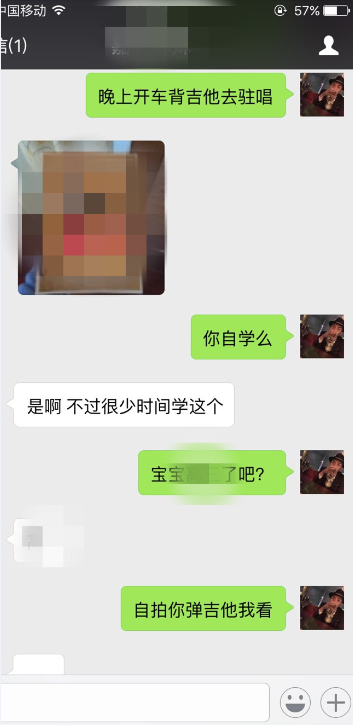 中国移动 57%
信(1)
晚上开车背吉他去驻唱
你自学么
是啊 不过很少时间学这个
宝宝 了吧?
自拍你弹吉他我看